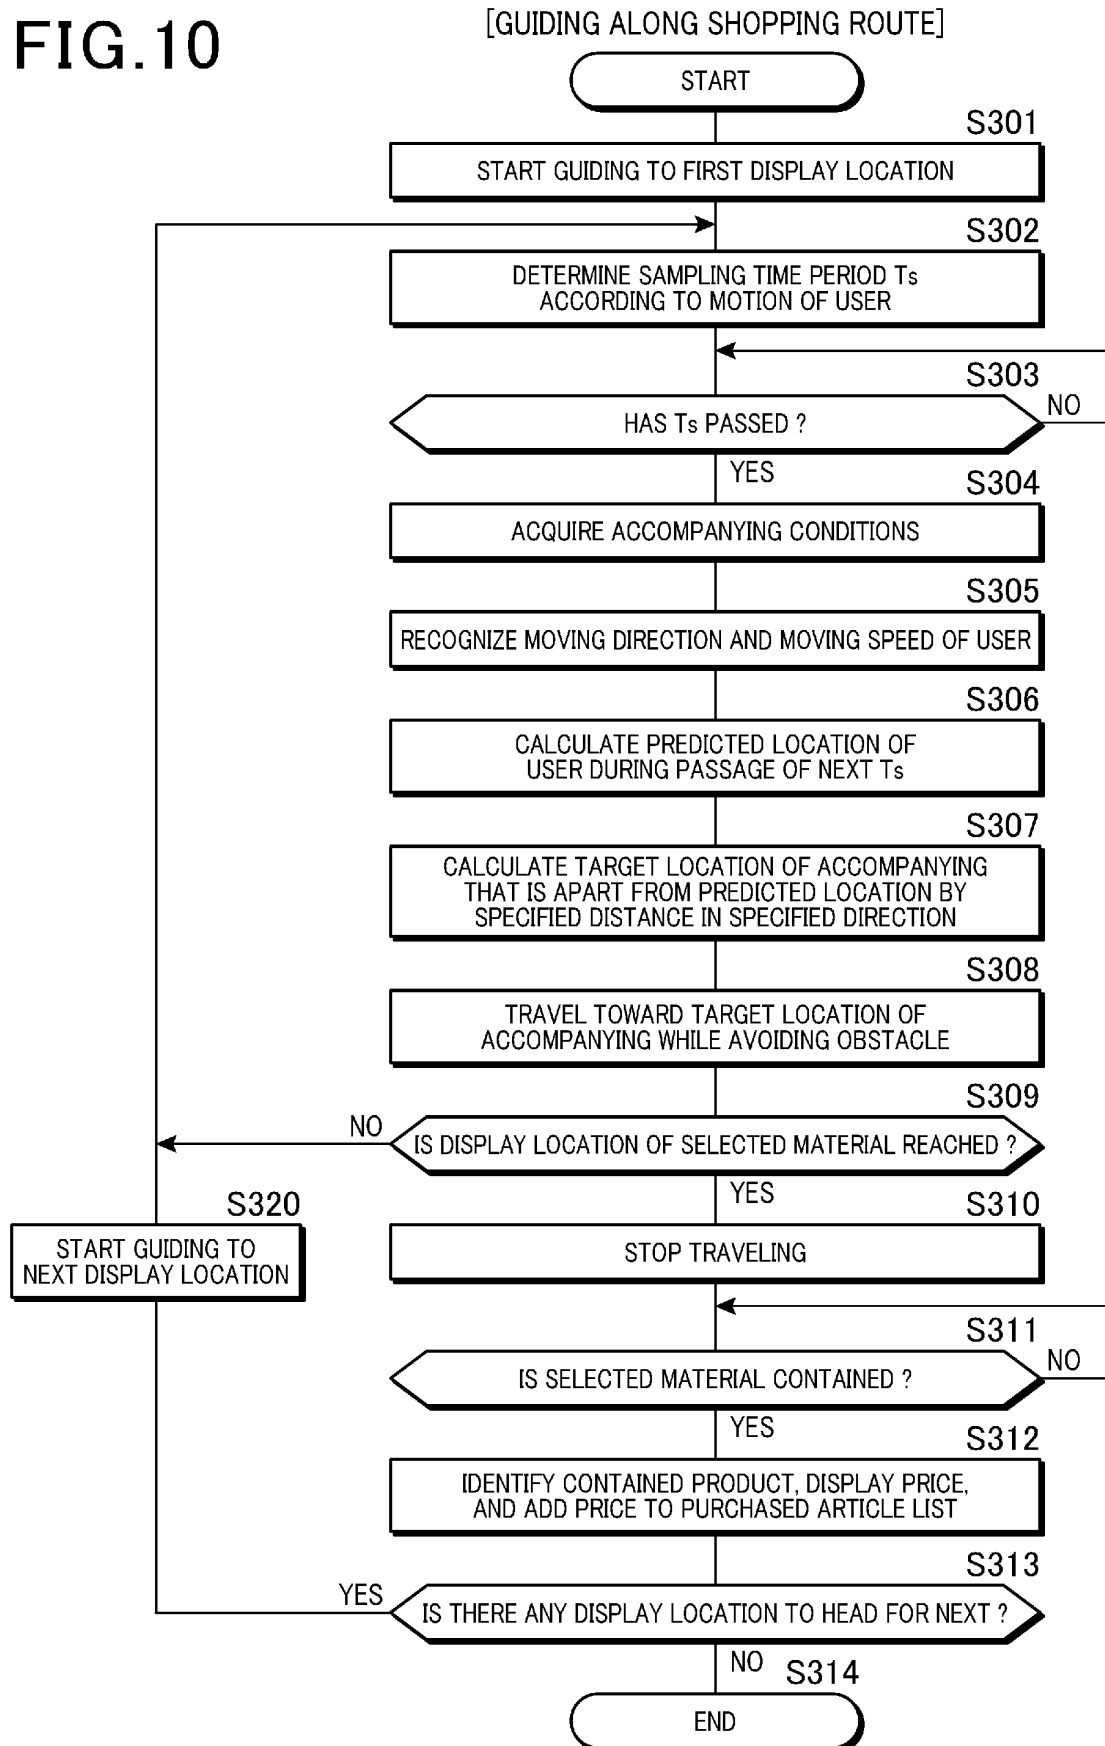 FIG.10
[GUIDING ALONG SHOPPING ROUTE]
START
S301
START GUIDING TO FIRST DISPLAY LOCATION
S302
DETERMINE SAMPLING TIME PERIOD Ts
ACCORDING TO MOTION OF USER
S303
HAS Ts PASSED ?
NO
YES
S304
ACQUIRE ACCOMPANYING CONDITIONS
S305
RECOGNIZE MOVING DIRECTION AND MOVING SPEED OF USER
S306
CALCULATE PREDICTED LOCATION OF
USER DURING PASSAGE OF NEXT Ts
S307
CALCULATE TARGET LOCATION OF ACCOMPANYING
THAT IS APART FROM PREDICTED LOCATION BY
SPECIFIED DISTANCE IN SPECIFIED DIRECTION
S308
TRAVEL TOWARD TARGET LOCATION OF
ACCOMPANYING WHILE AVOIDING OBSTACLE
S309
NO
IS DISPLAY LOCATION OF SELECTED MATERIAL REACHED ?
YES
S320
START GUIDING TO
NEXT DISPLAY LOCATION
S310
STOP TRAVELING
S311
IS SELECTED MATERIAL CONTAINED ?
NO
YES
S312
IDENTIFY CONTAINED PRODUCT, DISPLAY PRICE,
AND ADD PRICE TO PURCHASED ARTICLE LIST
S313
YES
IS THERE ANY DISPLAY LOCATION TO HEAD FOR NEXT ?
NO
S314
END